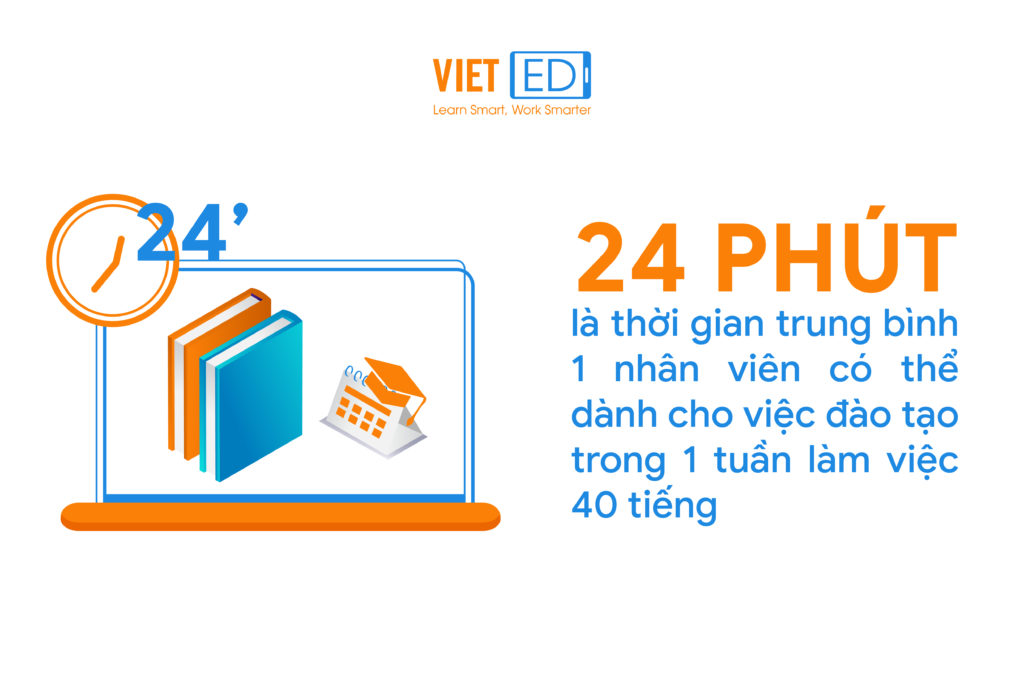 VIET ED
Learn Smart, Work Smarter
24’
24 PHÚT
là thời gian trung bình
1 nhân viên có thể
dành cho việc đào tạo
trong 1 tuần làm việc
40 tiếng